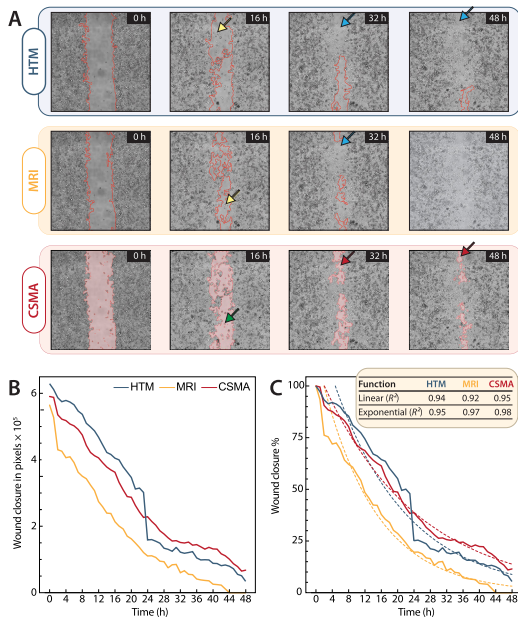 A
HTM
0 h
16 h
32 h
48 h
MRI
0 h
16 h
32 h
48 h
CSMA
0 h
16 h
32 h
48 h
B
HTM MRI CSMA
Wound closure in pixels × 10⁵
6
4
2
0
0 4 8 12 16 20 24 28 32 36 40 44 48
Time (h)
C
Function HTM MRI CSMA
Linear (R²) 0.94 0.92 0.95
Exponential (R²) 0.95 0.97 0.98
Wound closure %
100
75
50
25
0
0 4 8 12 16 20 24 28 32 36 40 44 48
Time (h)